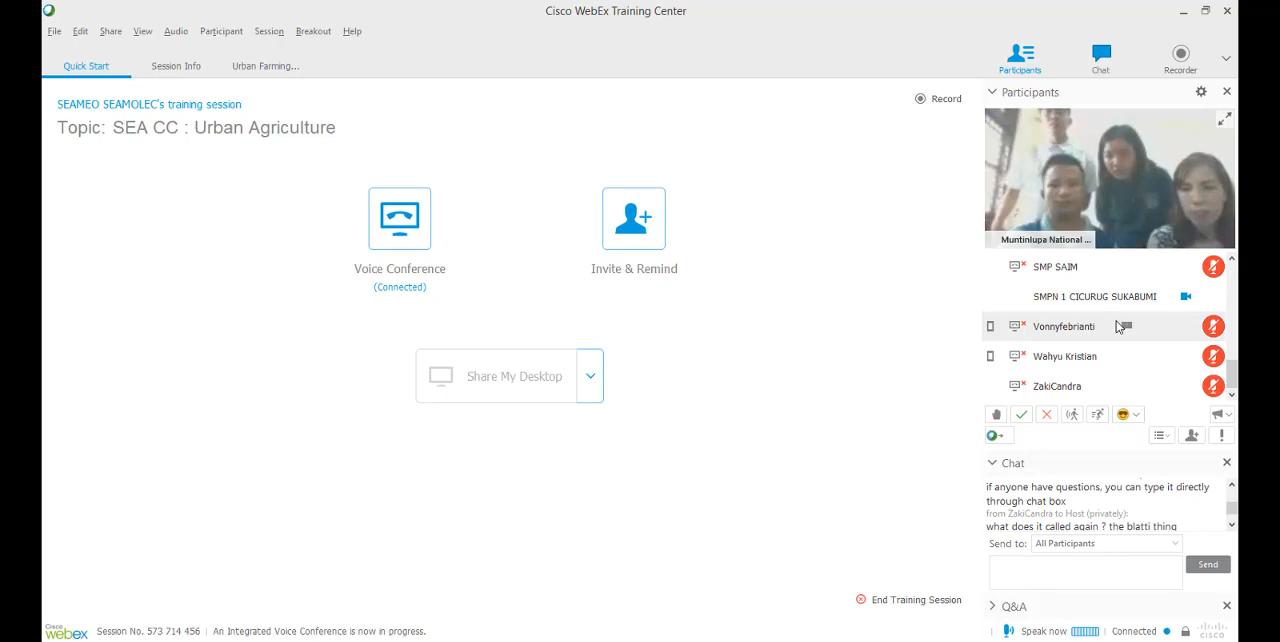 Cisco WebEx Training Center
File Edit Share View Audio Participant Session Breakout Help
Quick Start Session Info Urban Farming...
Participants Chat Recorder
SEAMEO SEAMOLEC's training session
Record
Topic: SEA CC : Urban Agriculture
Voice Conference
(Connected)
Invite & Remind
Share My Desktop
End Training Session
Participants
Muntinlupa National ...
SMP SAIM
SMPN 1 CICURUG SUKABUMI
Vonnyfebrianti
Wahyu Kristian
ZakiCandra
Chat
if anyone have questions, you can type it directly
through chat box
from ZakiCandra to Host (privately):
what does it called again ? the blatti thing
Send to: All Participants
Send
Q&A
Cisco
webex Session No. 573 714 456 | An Integrated Voice Conference is now in progress.
Speak now Connected
CISCO